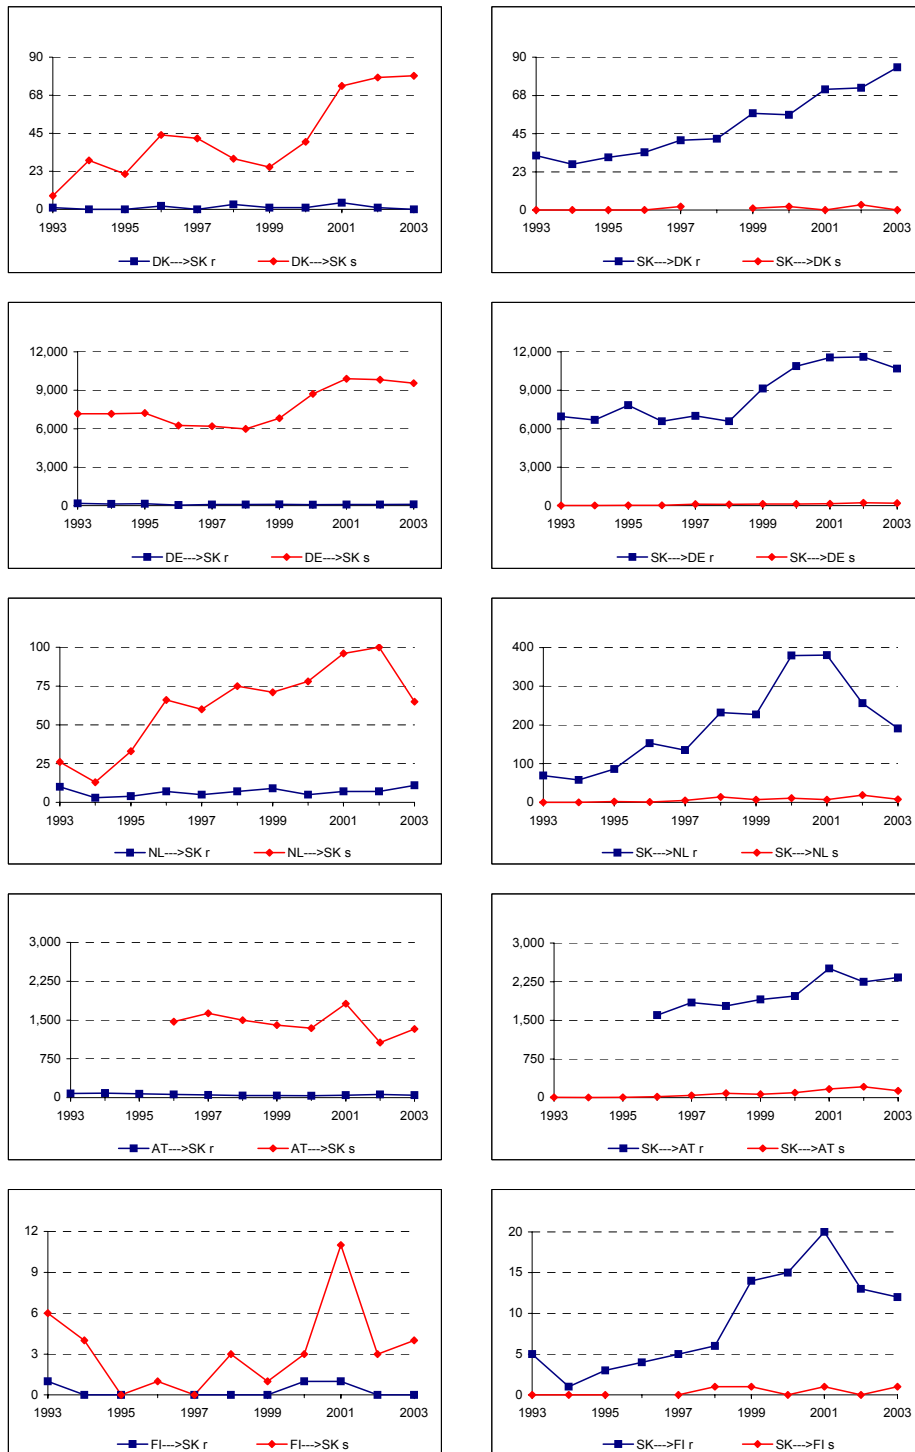 90
68
45
23
0
1993 1995 1997 1999 2001 2003
DK--->SK r DK--->SK s
90
68
45
23
0
1993 1995 1997 1999 2001 2003
SK--->DK r SK--->DK s
12,000
9,000
6,000
3,000
0
1993 1995 1997 1999 2001 2003
DE--->SK r DE--->SK s
12,000
9,000
6,000
3,000
0
1993 1995 1997 1999 2001 2003
SK--->DE r SK--->DE s
100
75
50
25
0
1993 1995 1997 1999 2001 2003
NL--->SK r NL--->SK s
400
300
200
100
0
1993 1995 1997 1999 2001 2003
SK--->NL r SK--->NL s
3,000
2,250
1,500
750
0
1993 1995 1997 1999 2001 2003
AT--->SK r AT--->SK s
3,000
2,250
1,500
750
0
1993 1995 1997 1999 2001 2003
SK--->AT r SK--->AT s
12
9
6
3
0
1993 1995 1997 1999 2001 2003
FI--->SK r FI--->SK s
20
15
10
5
0
1993 1995 1997 1999 2001 2003
SK--->FI r SK--->FI s